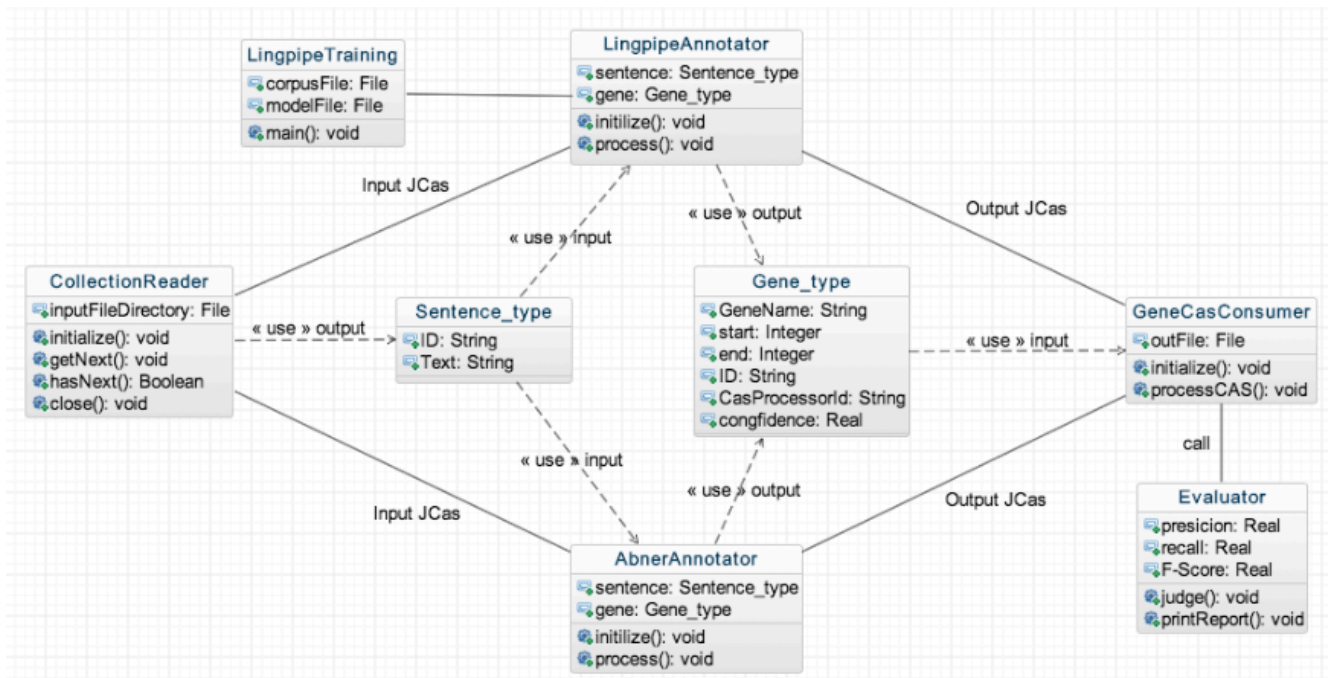 LingpipeTraining
corpusFile: File
modelFile: File
main(): void
LingpipeAnnotator
sentence: Sentence_type
gene: Gene_type
initilize(): void
process(): void
Input JCas
« use » output
Output JCas
« use » input
CollectionReader
inputFileDirectory: File
initialize(): void
getNext(): void
hasNext(): Boolean
close(): void
« use » output
Sentence_type
ID: String
Text: String
Gene_type
GeneName: String
start: Integer
end: Integer
ID: String
CasProcessorId: String
congfidence: Real
« use » input
GeneCasConsumer
outFile: File
initialize(): void
processCAS(): void
call
« use » input
« use » output
Input JCas
Output JCas
Evaluator
presicion: Real
recall: Real
F-Score: Real
judge(): void
printReport(): void
AbnerAnnotator
sentence: Sentence_type
gene: Gene_type
initilize(): void
process(): void